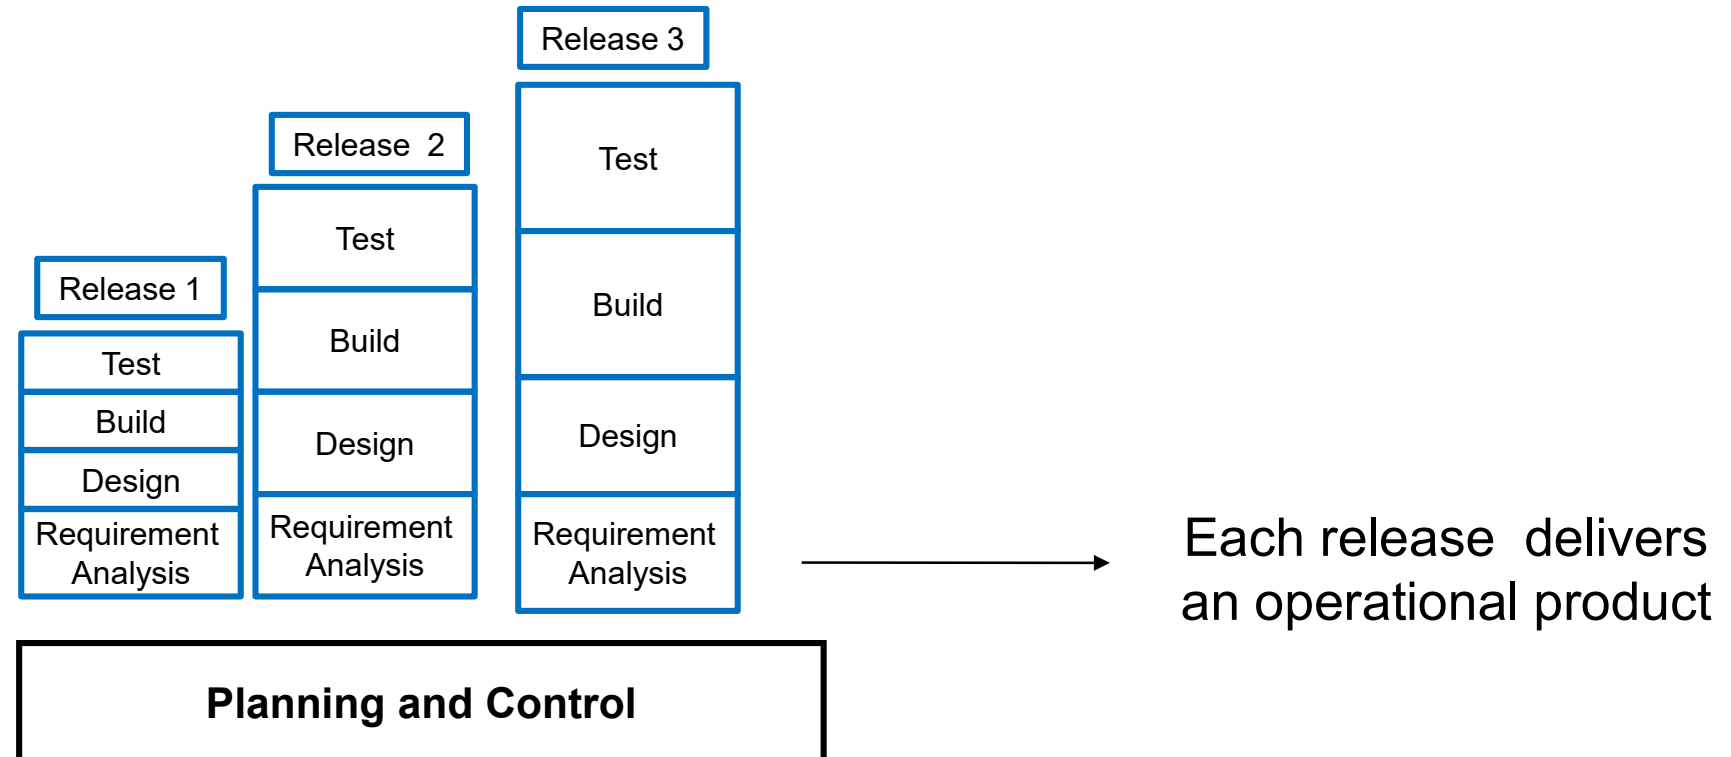 Release 1
Test
Build
Design
Requirement
Analysis
Release  2
Test
Build
Design
Requirement
Analysis
Release 3
Test
Build
Design
Requirement
Analysis
Each release  delivers
an operational product
Planning and Control